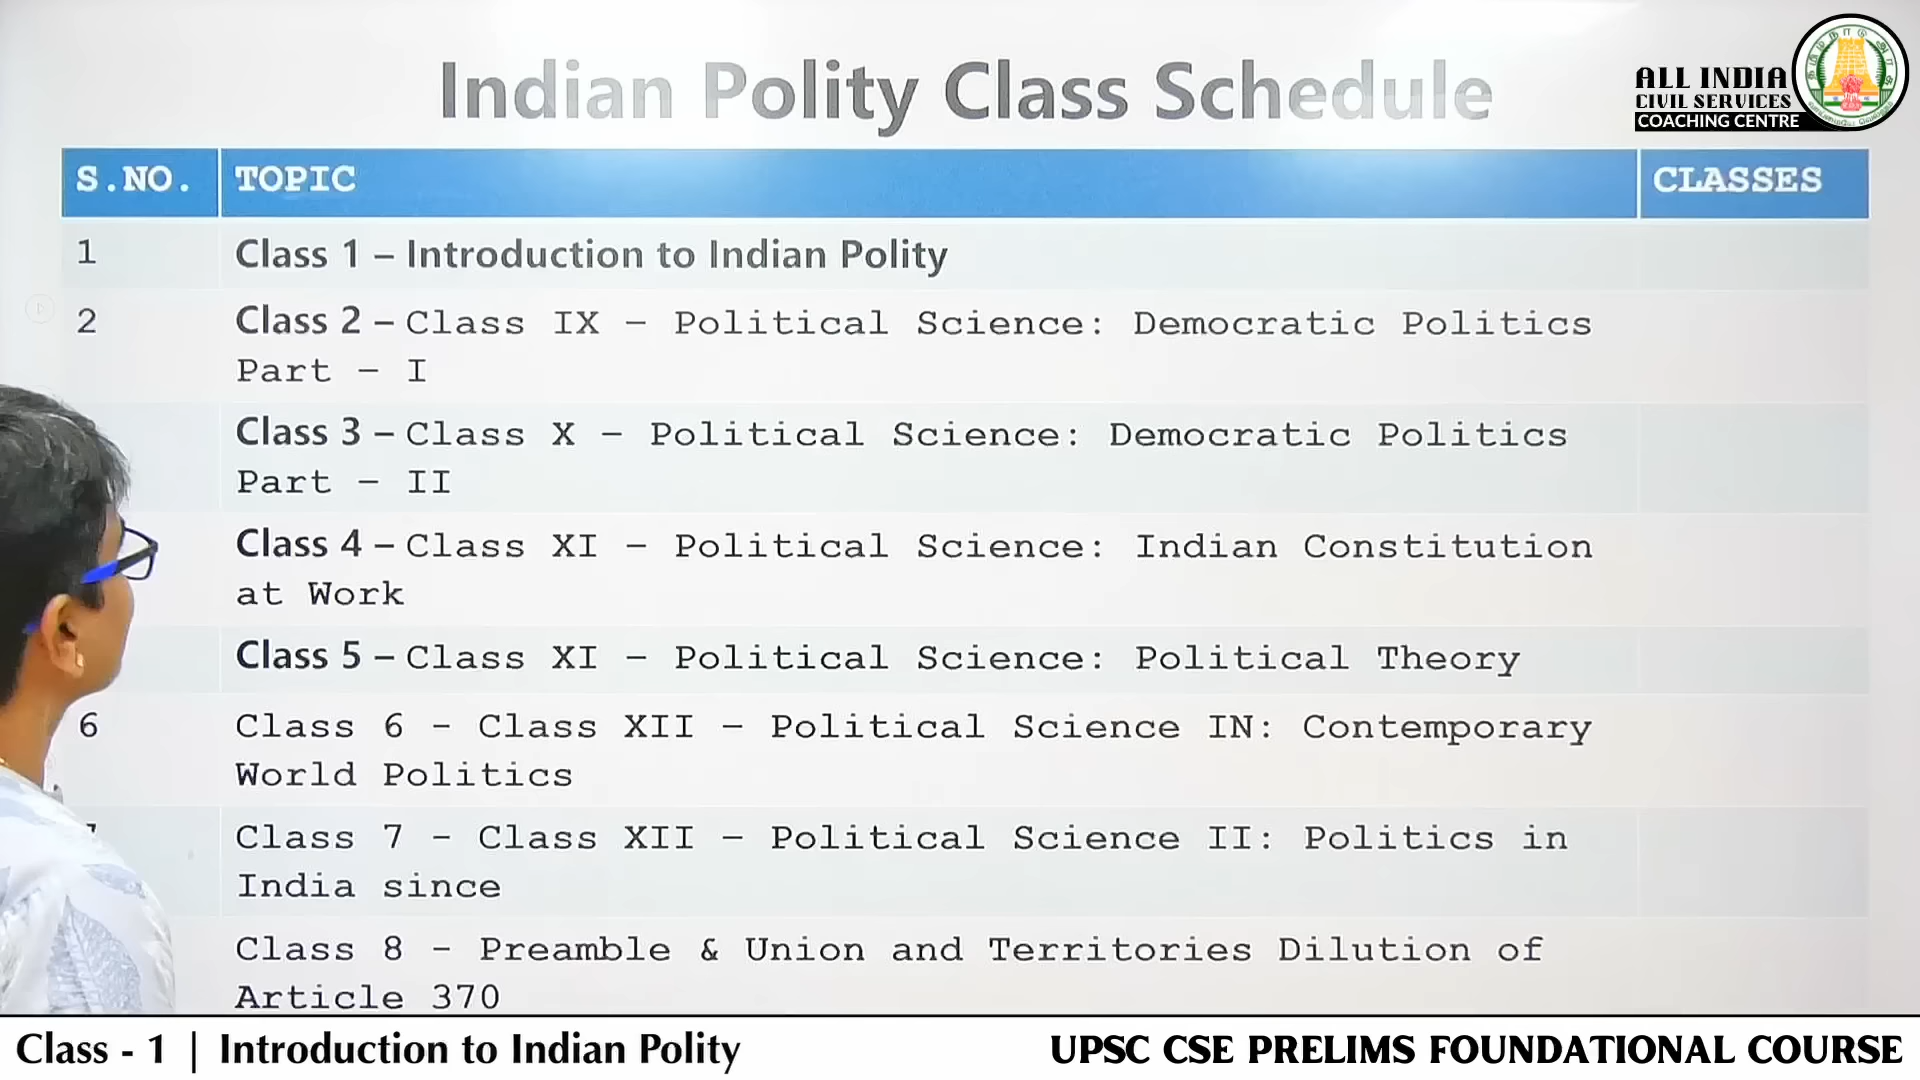 Indian Polity Class Schedule
ALL INDIA
CIVIL SERVICES
COACHING CENTRE
S.NO. TOPIC CLASSES
1 Class 1 – Introduction to Indian Polity
2 Class 2 – Class IX – Political Science: Democratic Politics
Part – I
Class 3 – Class X – Political Science: Democratic Politics
Part – II
Class 4 – Class XI – Political Science: Indian Constitution
at Work
Class 5 – Class XI – Political Science: Political Theory
6 Class 6 - Class XII – Political Science IN: Contemporary
World Politics
Class 7 - Class XII – Political Science II: Politics in
India since
Class 8 - Preamble & Union and Territories Dilution of
Article 370
Class - 1 | Introduction to Indian Polity
UPSC CSE PRELIMS FOUNDATIONAL COURSE